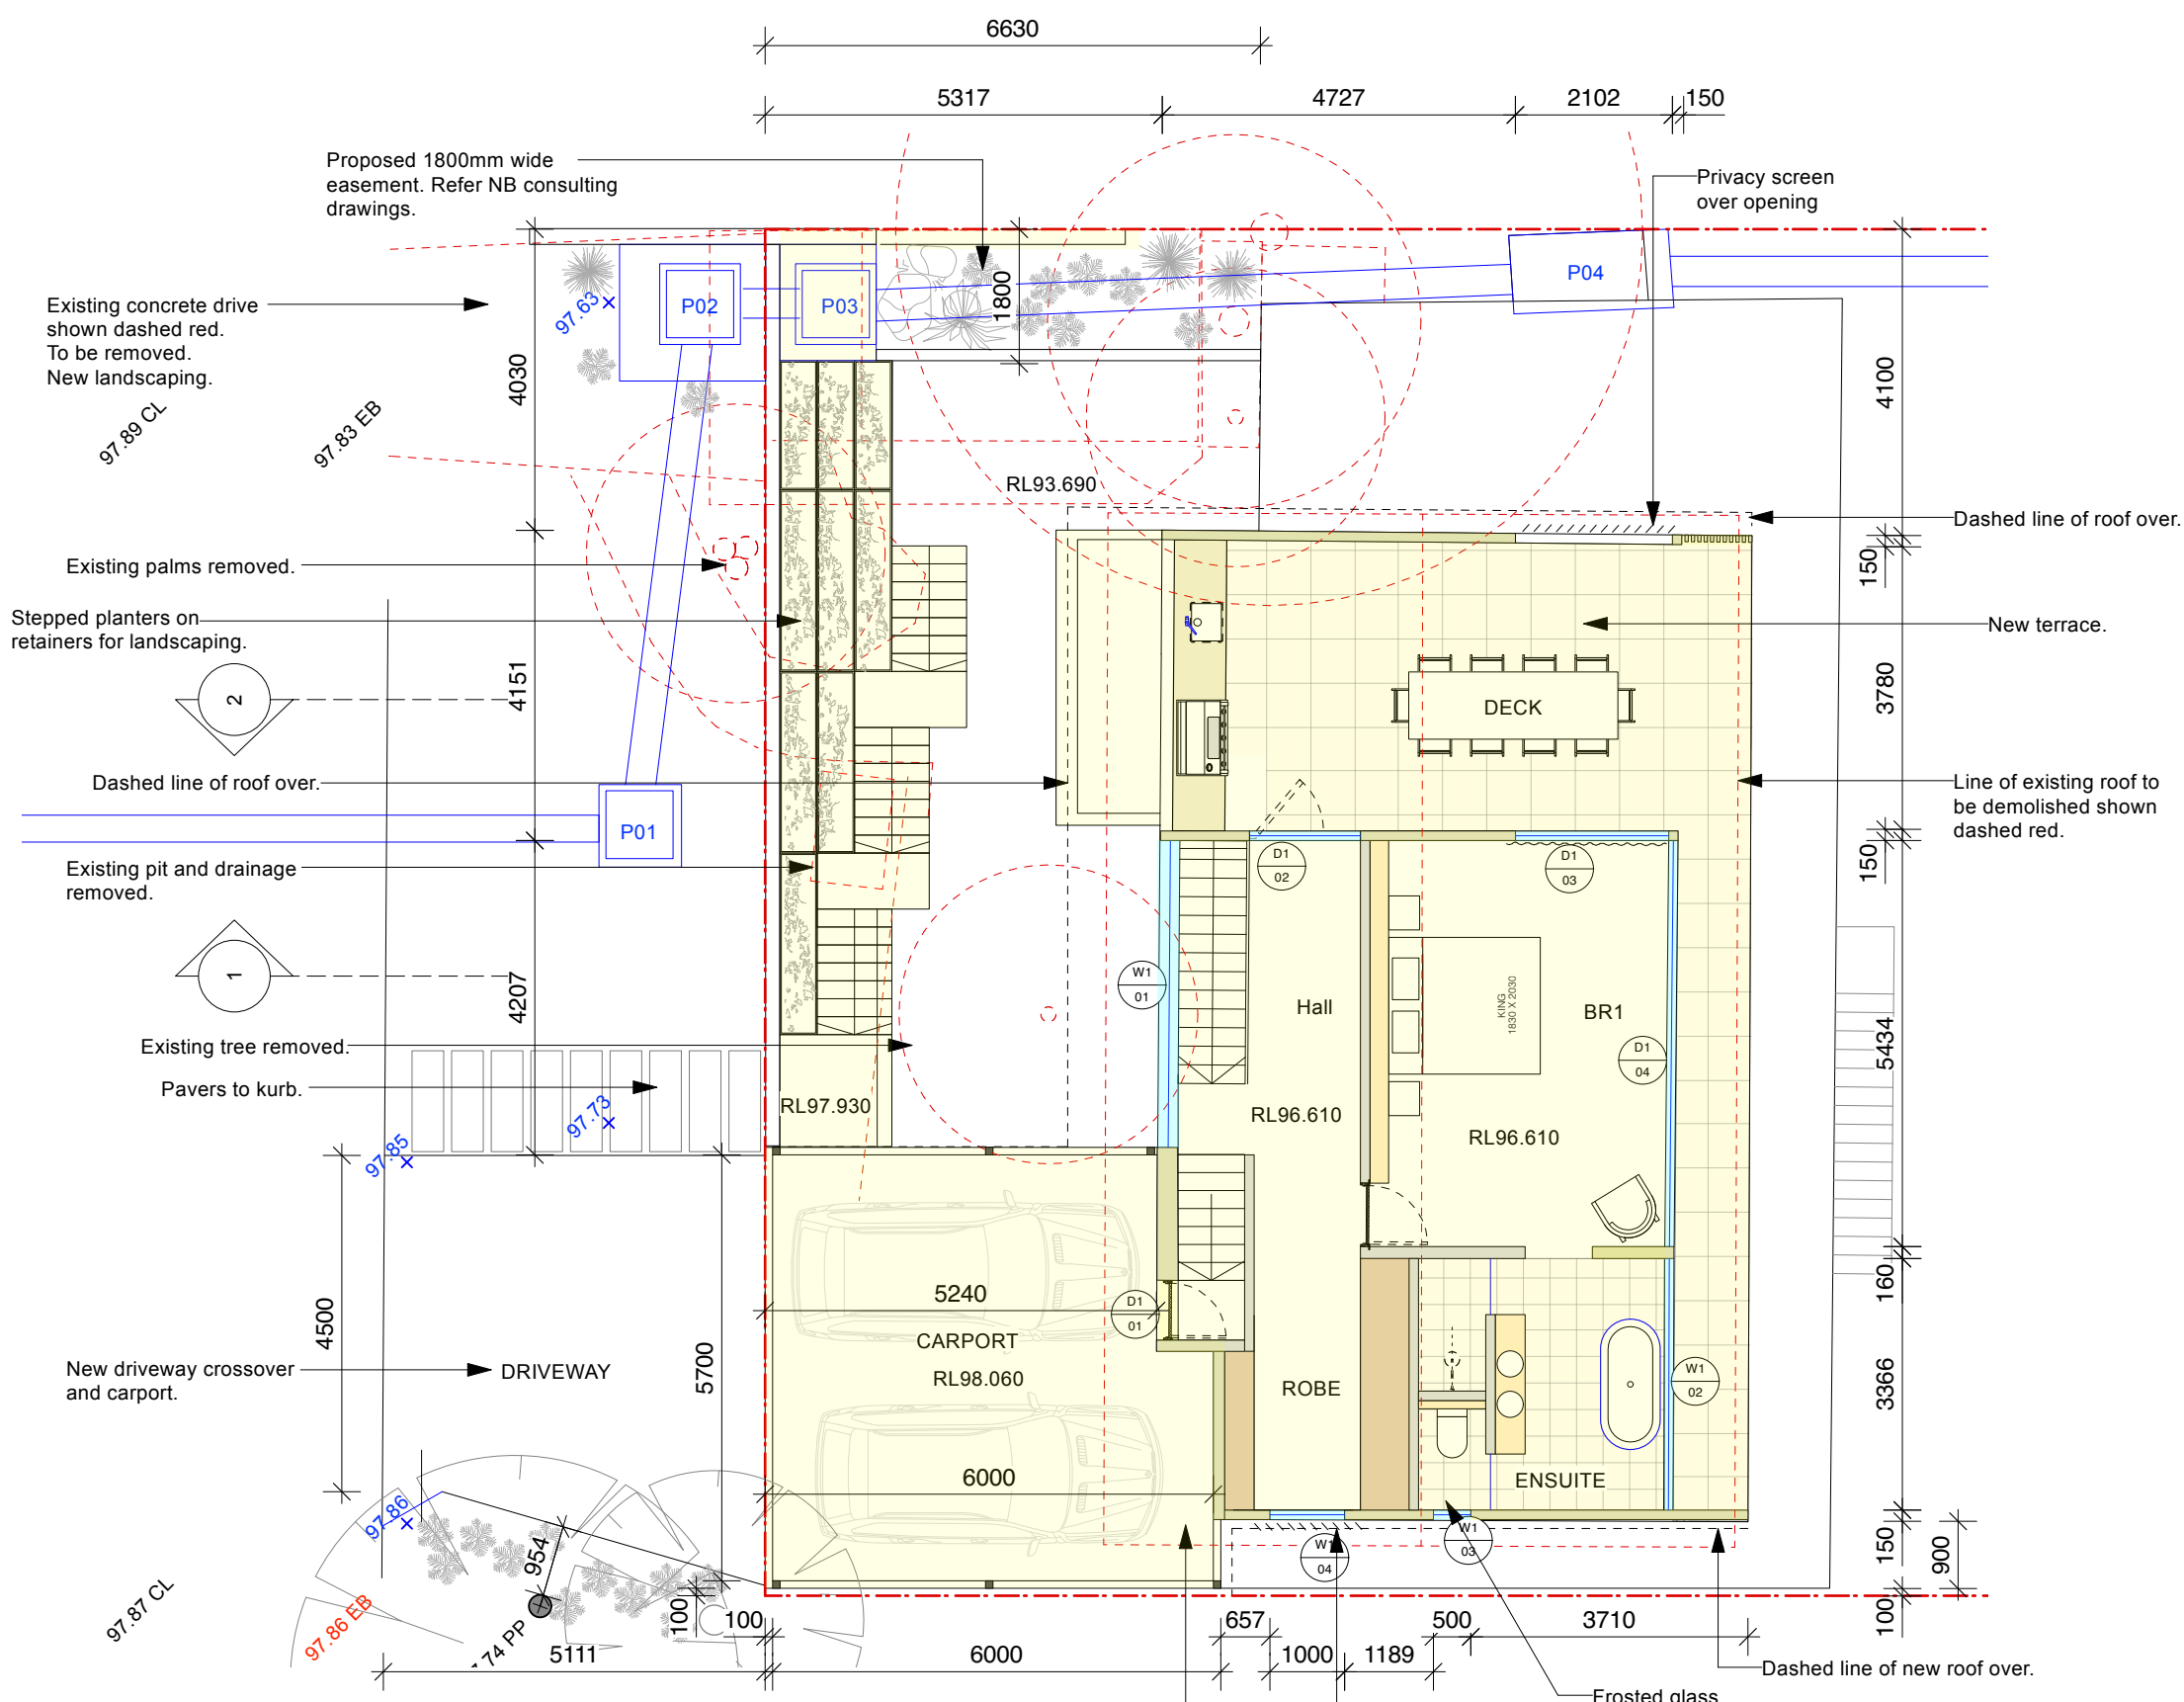 6630
5317
4727
2102
150
Proposed 1800mm wide
easement. Refer NB consulting
drawings.
Privacy screen
over opening
P02
P03
P04
97.63
1800
Existing concrete drive
shown dashed red.
To be removed.
New landscaping.
4030
4100
97.89 CL
97.83 EB
RL93.690
Dashed line of roof over.
150
Existing palms removed.
Stepped planters on
retainers for landscaping.
New terrace.
2
4151
DECK
3780
Dashed line of roof over.
Line of existing roof to
be demolished shown
dashed red.
P01
Existing pit and drainage
removed.
D1
02
D1
03
150
1
4207
W1
01
Hall
KING
1830 X 2030
BR1
D1
04
5434
Existing tree removed.
Pavers to kurb.
97.73
97.85
RL97.930
RL96.610
RL96.610
4500
5240
D1
01
160
CARPORT
RL98.060
New driveway crossover
and carport.
DRIVEWAY
5700
ROBE
W1
02
3366
6000
ENSUITE
97.86
954
W1
03
W1
04
150
900
97.87 CL
97.86 EB
.74 PP
100
100
5111
6000
657
1000
1189
500
3710
100
Dashed line of new roof over.
Frosted glass